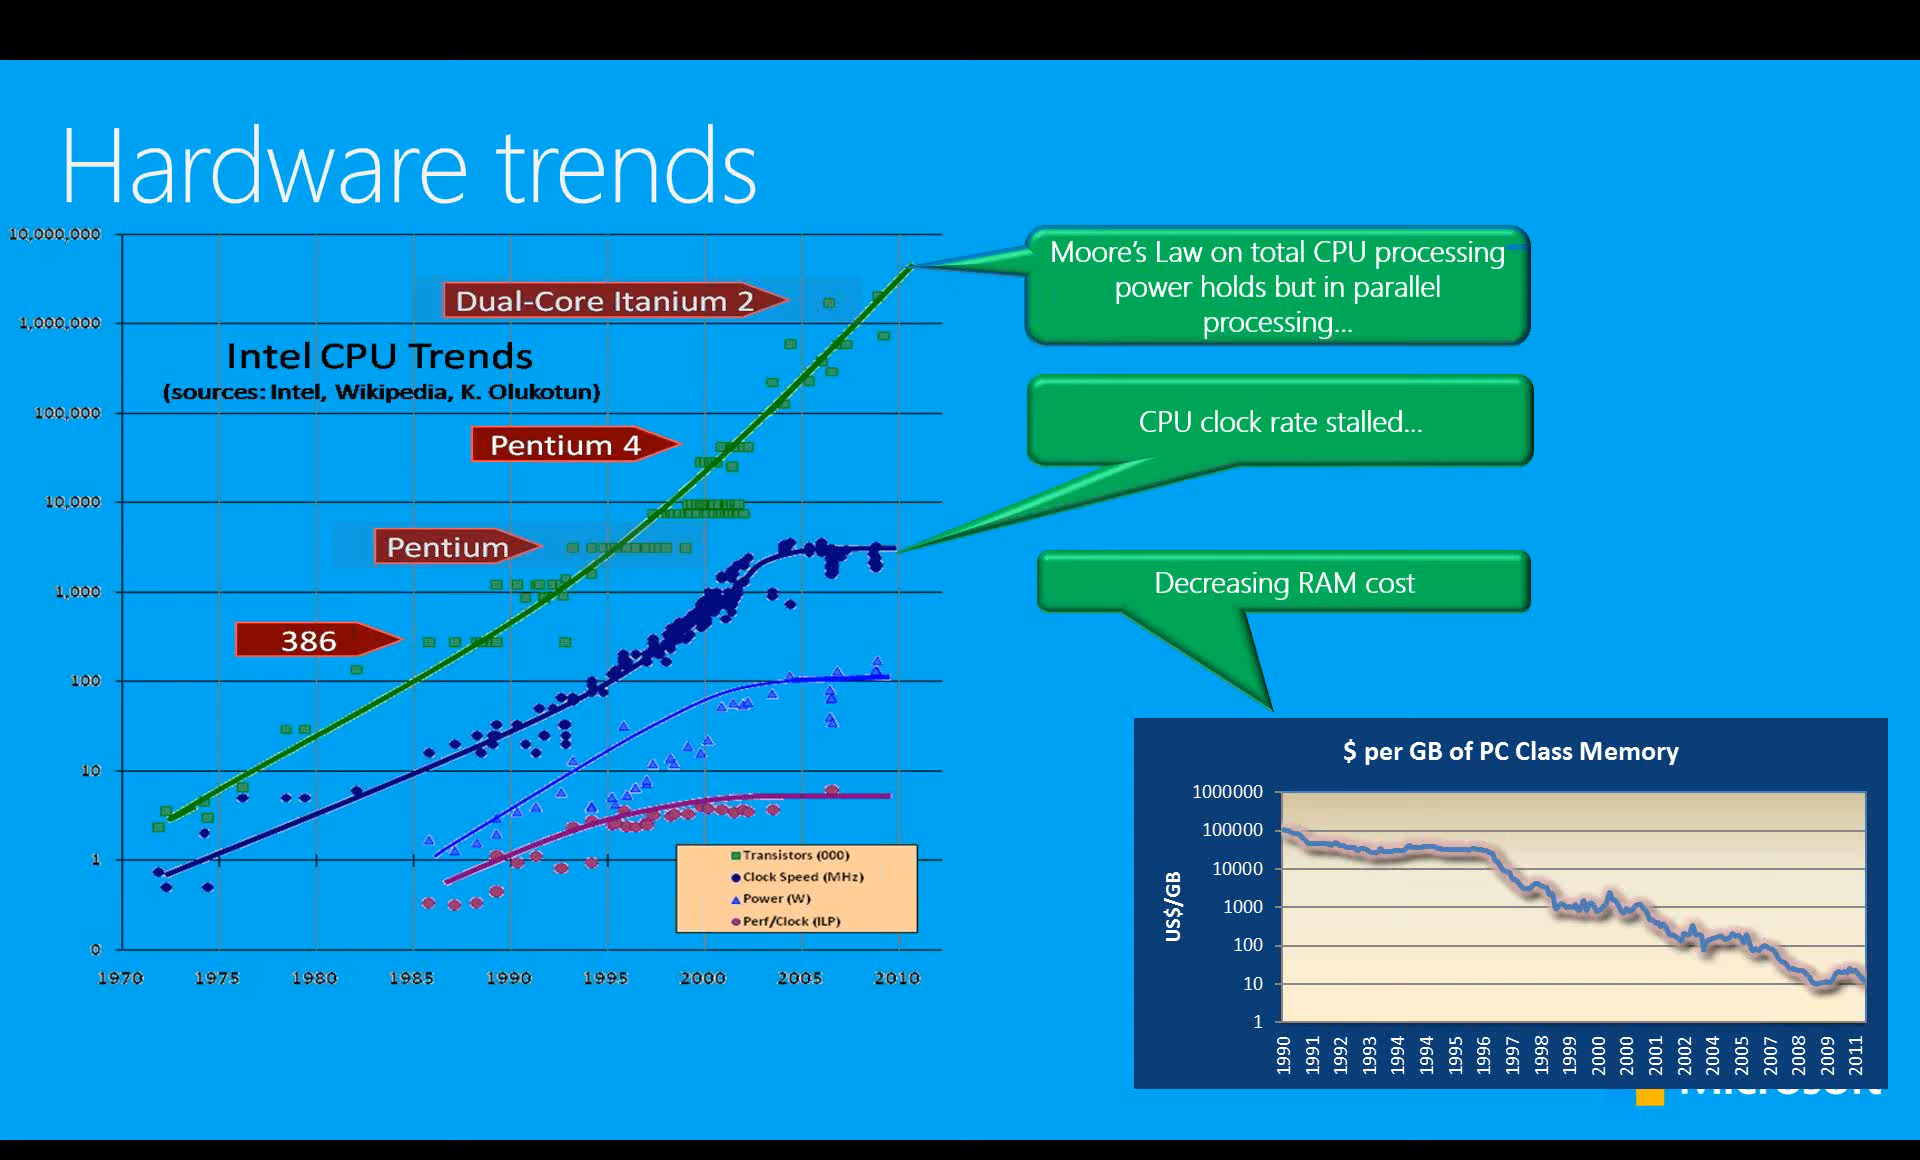 Hardware trends
10,000,000
1,000,000
100,000
10,000
1,000
100
10
1
0
1970 1975 1980 1985 1990 1995 2000 2005 2010
Dual-Core Itanium 2
Intel CPU Trends
(sources: Intel, Wikipedia, K. Olukotun)
Pentium 4
Pentium
386
Transistors (000)
Clock Speed (MHz)
Power (W)
Perf/Clock (ILP)
Moore's Law on total CPU processing
power holds but in parallel
processing...
CPU clock rate stalled...
Decreasing RAM cost
$ per GB of PC Class Memory
US$/GB
1000000
100000
10000
1000
100
10
1
1990 1991 1992 1993 1994 1994 1995 1996 1997 1998 1999 2000 2000 2001 2002 2004 2005 2007 2008 2009 2011
Microsoft